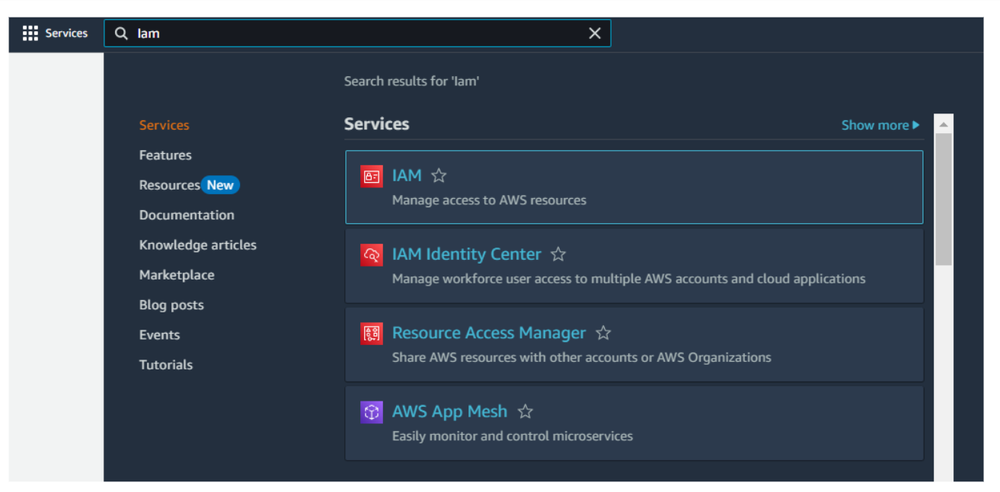 Services
Iam
Search results for 'Iam'
Services
Features
Resources New
Documentation
Knowledge articles
Marketplace
Blog posts
Events
Tutorials
Services
Show more
IAM
Manage access to AWS resources
IAM Identity Center
Manage workforce user access to multiple AWS accounts and cloud applications
Resource Access Manager
Share AWS resources with other accounts or AWS Organizations
AWS App Mesh
Easily monitor and control microservices